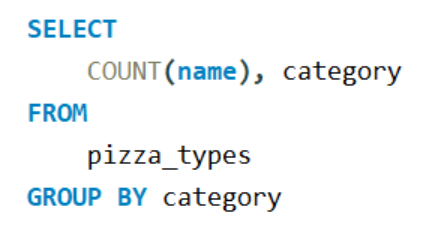 SELECT
COUNT(name), category
FROM
pizza_types
GROUP BY category